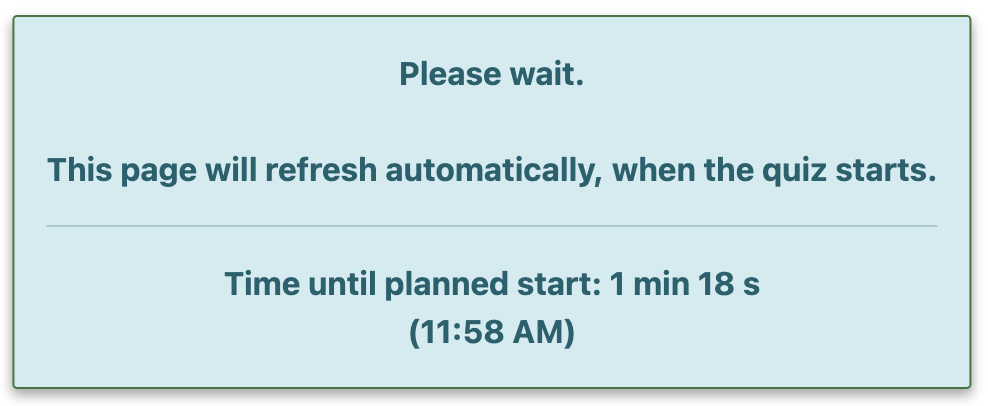 Please wait.
This page will refresh automatically, when the quiz starts.
Time until planned start: 1 min 18 s
(11:58 AM)